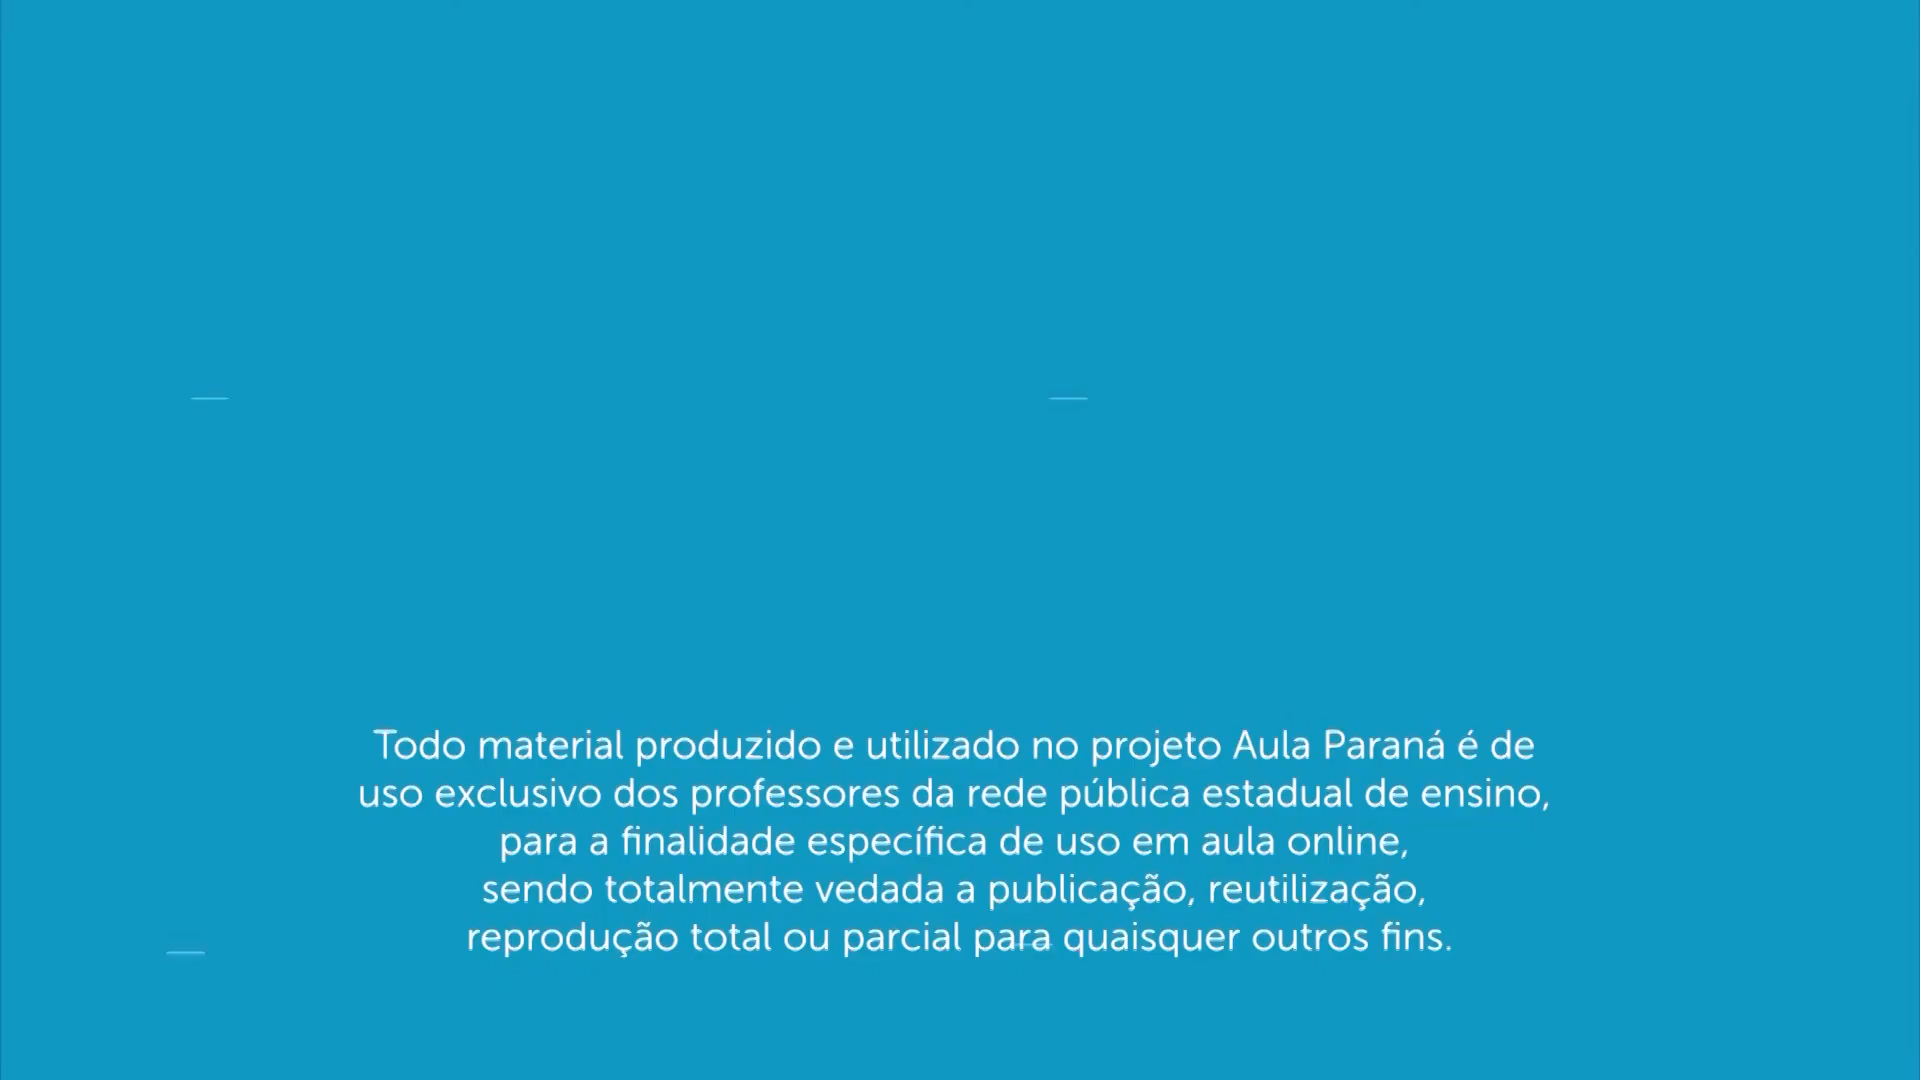 Todo material produzido e utilizado no projeto Aula Paraná é de
uso exclusivo dos professores da rede pública estadual de ensino,
para a finalidade específica de uso em aula online,
sendo totalmente vedada a publicação, reutilização,
reprodução total ou parcial para quaisquer outros fins.